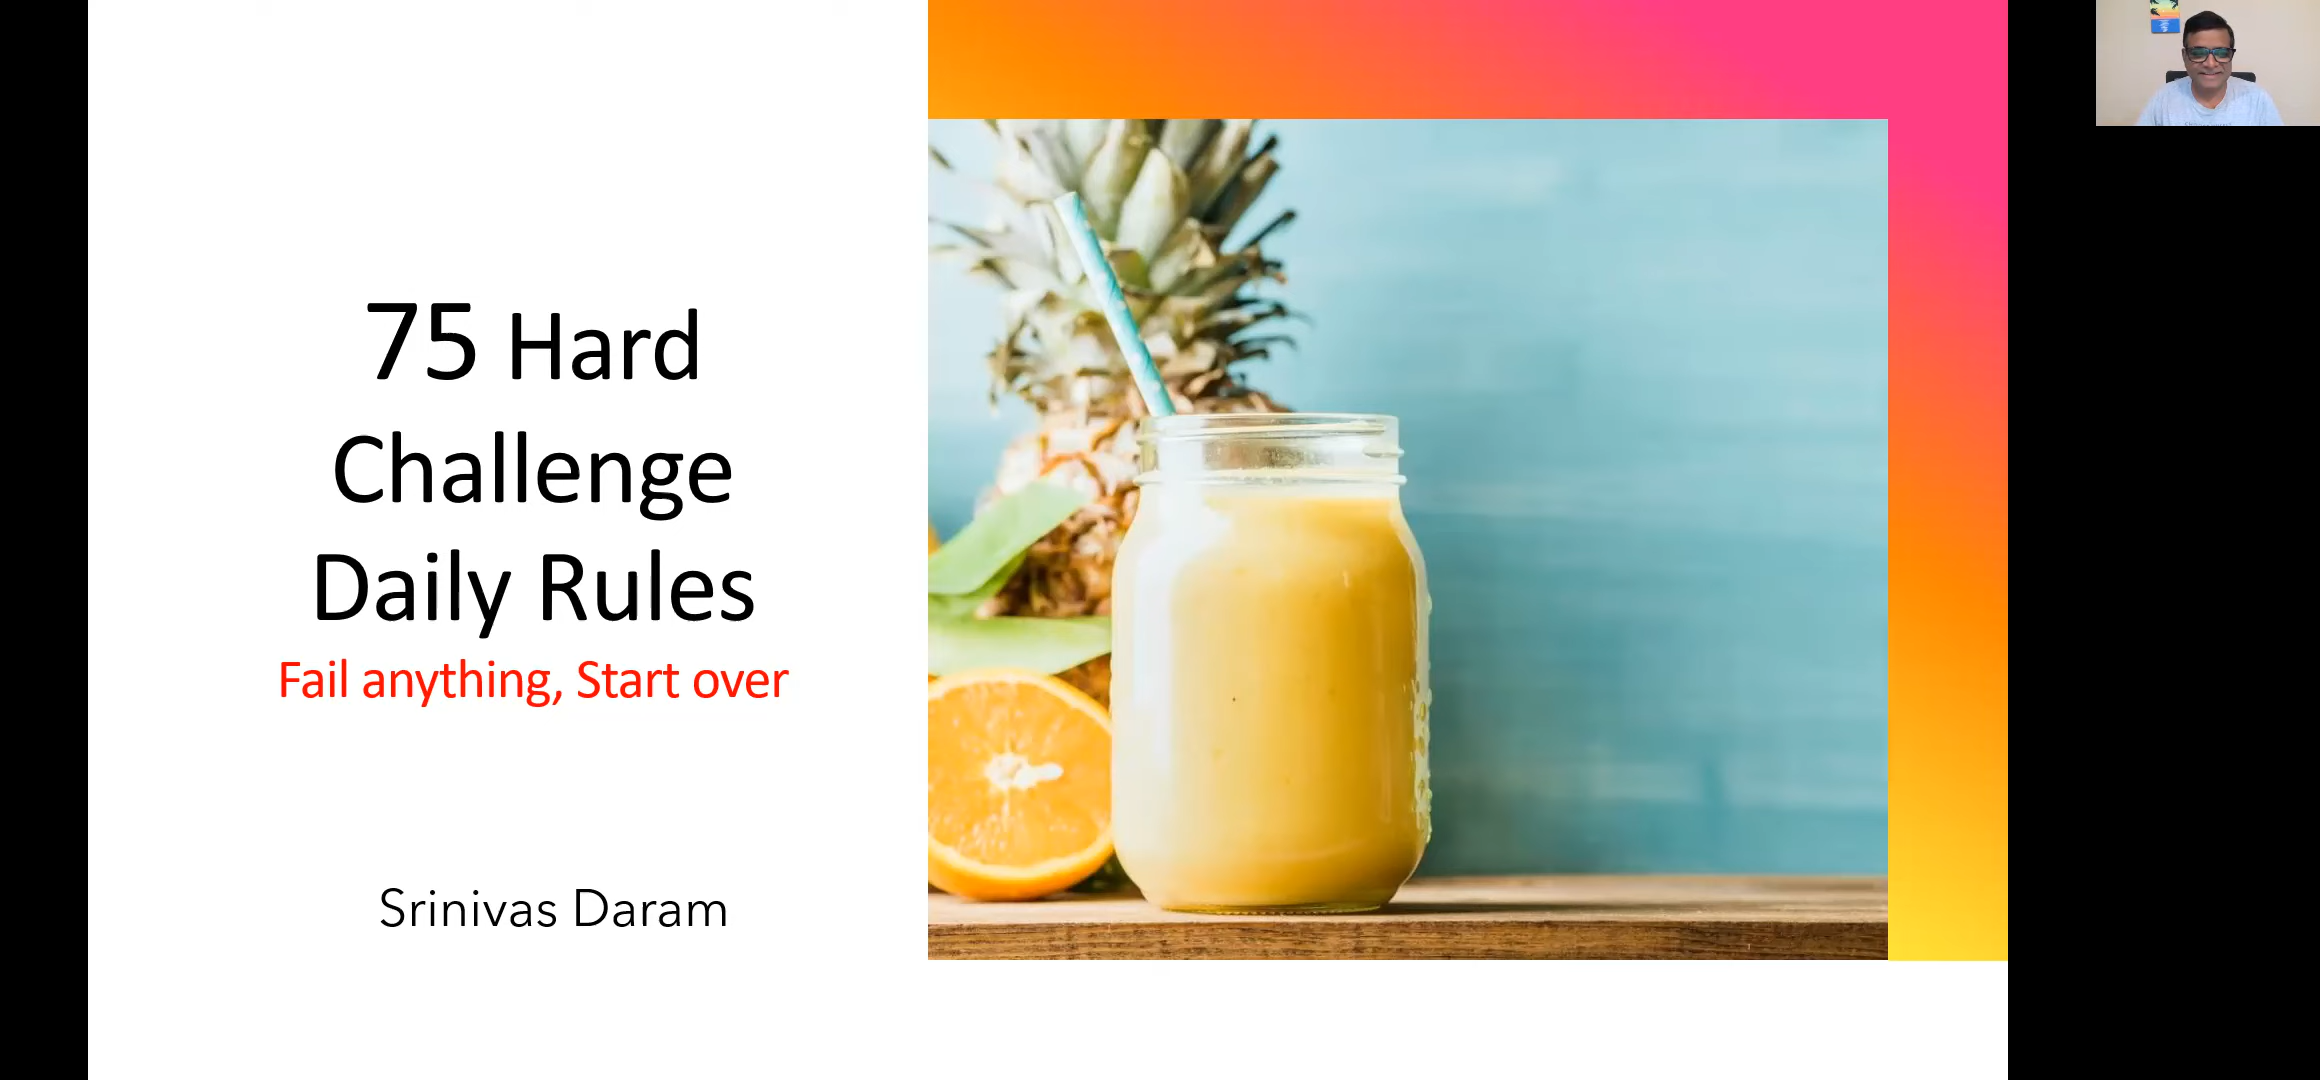 75 Hard
Challenge
Daily Rules
Fail anything, Start over
Srinivas Daram